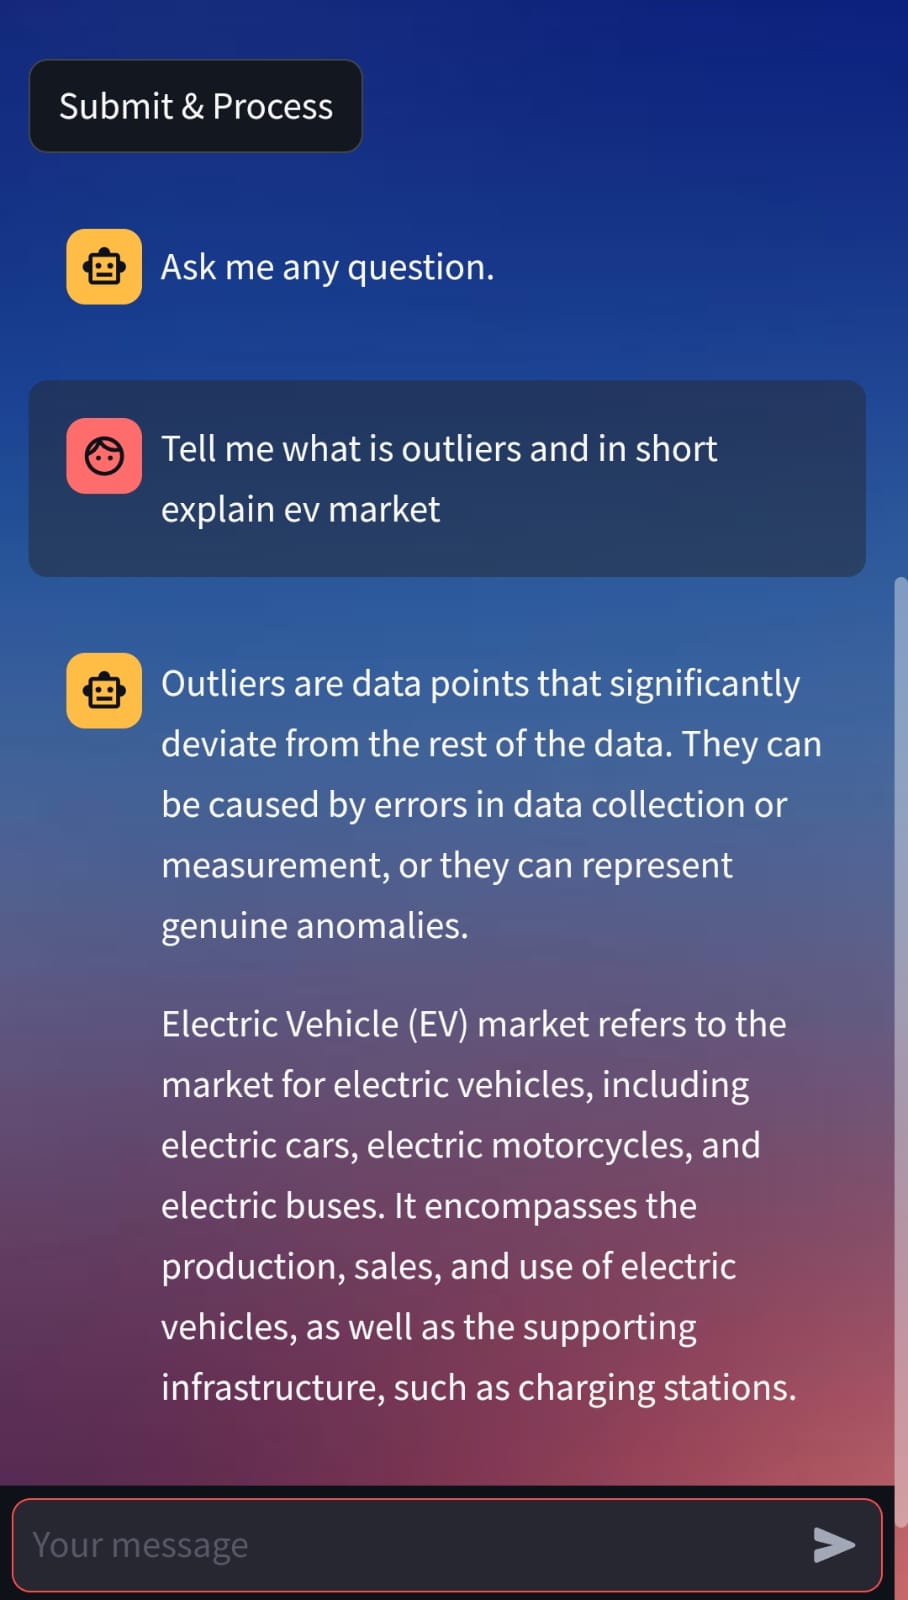 Submit & Process
Ask me any question.
Tell me what is outliers and in short
explain ev market
Outliers are data points that significantly
deviate from the rest of the data. They can
be caused by errors in data collection or
measurement, or they can represent
genuine anomalies.
Electric Vehicle (EV) market refers to the
market for electric vehicles, including
electric cars, electric motorcycles, and
electric buses. It encompasses the
production, sales, and use of electric
vehicles, as well as the supporting
infrastructure, such as charging stations.
Your message